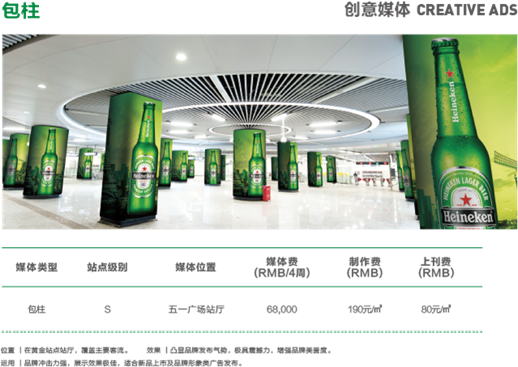 包柱
创意媒体 CREATIVE ADS
Heineken
HEINEKEN LAGER BEER
Heineken
媒体类型 站点级别 媒体位置 媒体费 (RMB/4周) 制作费 (RMB) 上刊费 (RMB)
包柱 S 五一广场站厅 68,000 190元/㎡ 80元/㎡
位置 | 在黄金站点站厅，覆盖主要客流。 效果 | 凸显品牌发布气势，极具震撼力，增强品牌美誉度。
运用 | 品牌冲击力强，展示效果极佳，适合新品上市及品牌形象类广告发布。